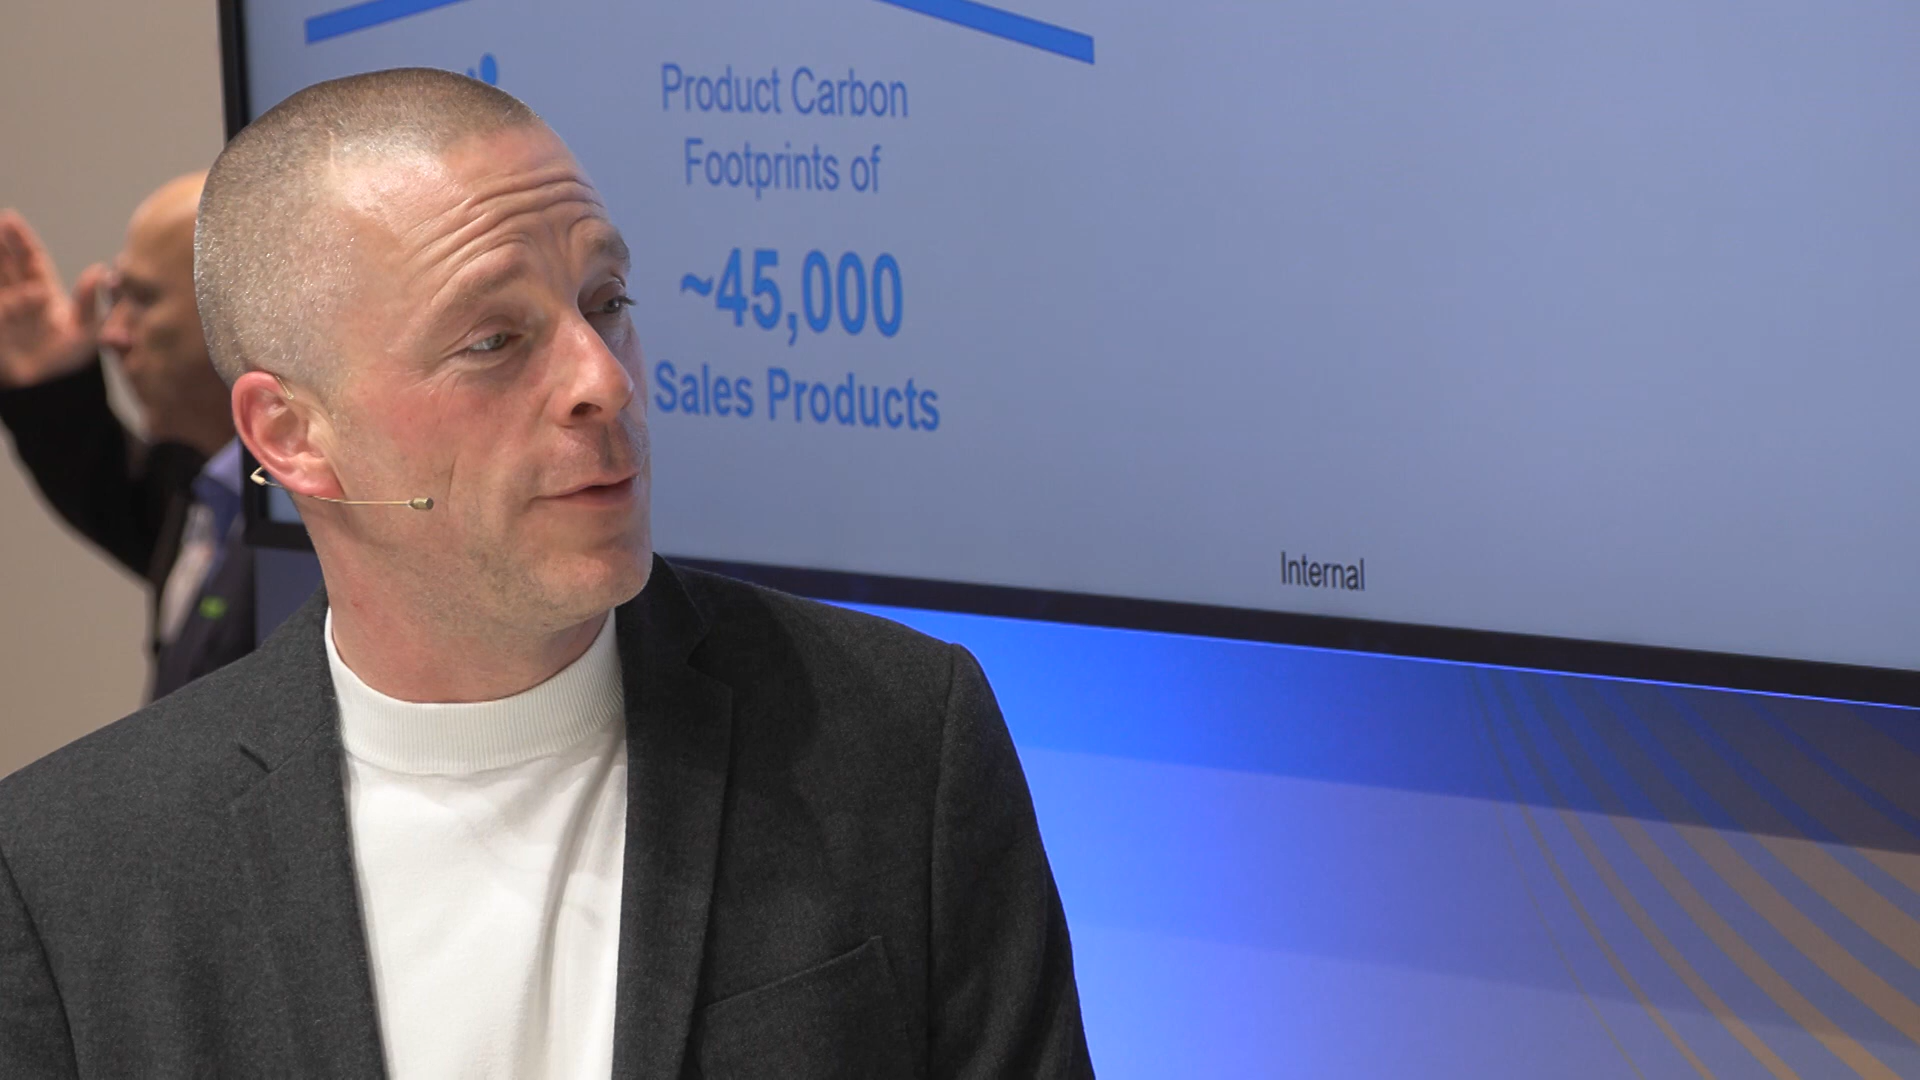 Product Carbon
Footprints of
~45,000
Sales Products
Internal